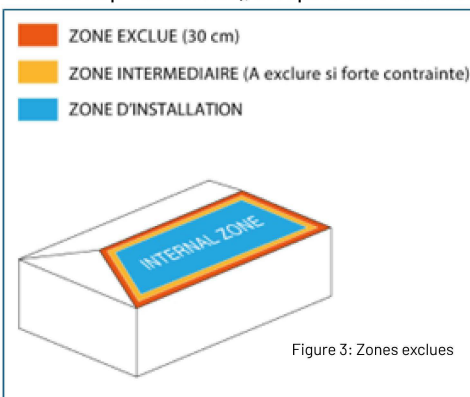 ZONE EXCLUE (30 cm)
ZONE INTERMEDIAIRE (A exclure si forte contrainte)
ZONE D'INSTALLATION
INTERNAL ZONE
Figure 3: Zones exclues